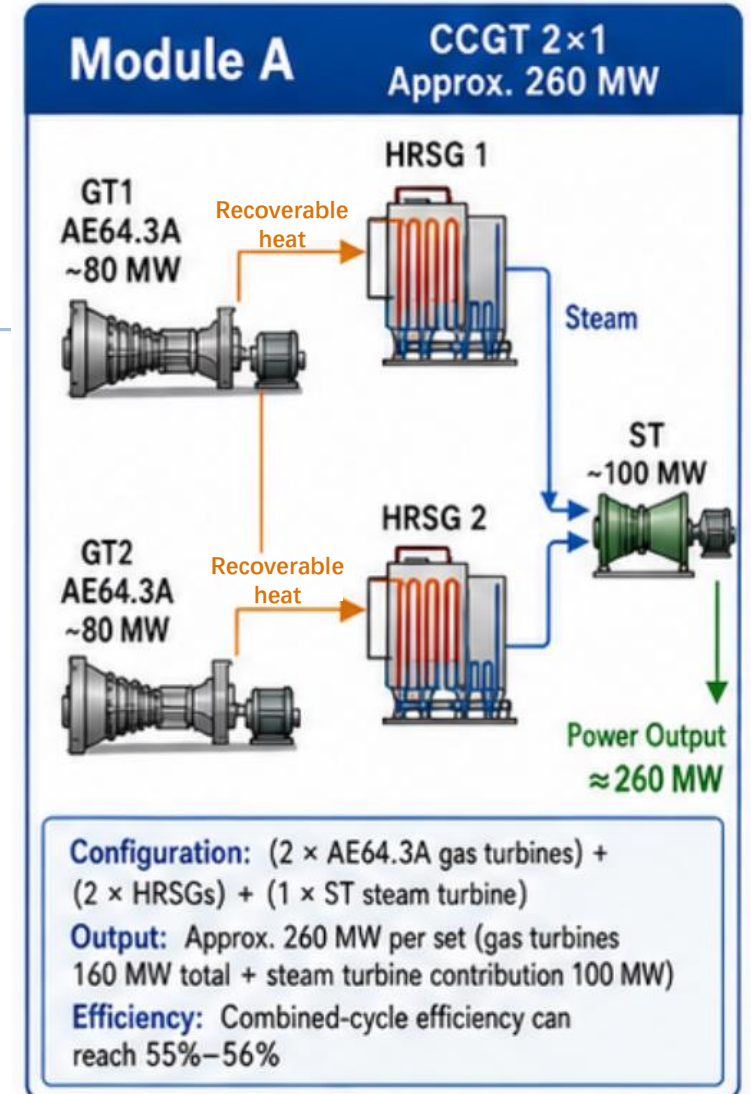 Module A
CCGT 2×1
Approx. 260 MW
HRSG 1
GT1
AE64.3A
~80 MW
Recoverable
heat
Steam
ST
~100 MW
HRSG 2
GT2
AE64.3A
~80 MW
Recoverable
heat
Power Output
≈260 MW
Configuration: (2 × AE64.3A gas turbines) +
(2 × HRSGs) + (1 × ST steam turbine)
Output: Approx. 260 MW per set (gas turbines
160 MW total + steam turbine contribution 100 MW)
Efficiency: Combined-cycle efficiency can
reach 55%–56%